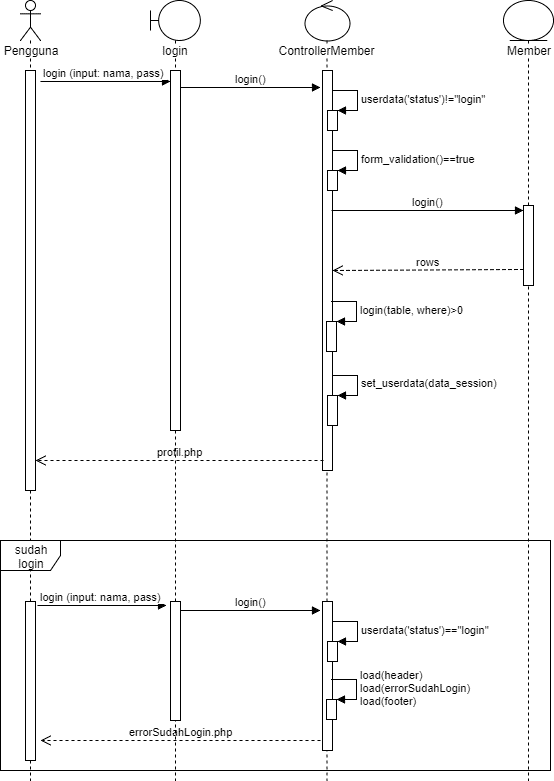 Pengguna
login
ControllerMember
Member
login (input: nama, pass)
login()
userdata('status')!="login"
form_validation()==true
login()
rows
login(table, where)>0
set_userdata(data_session)
profil.php
sudah
login
login (input: nama, pass)
login()
userdata('status')=="login"
load(header)
load(errorSudahLogin)
load(footer)
errorSudahLogin.php